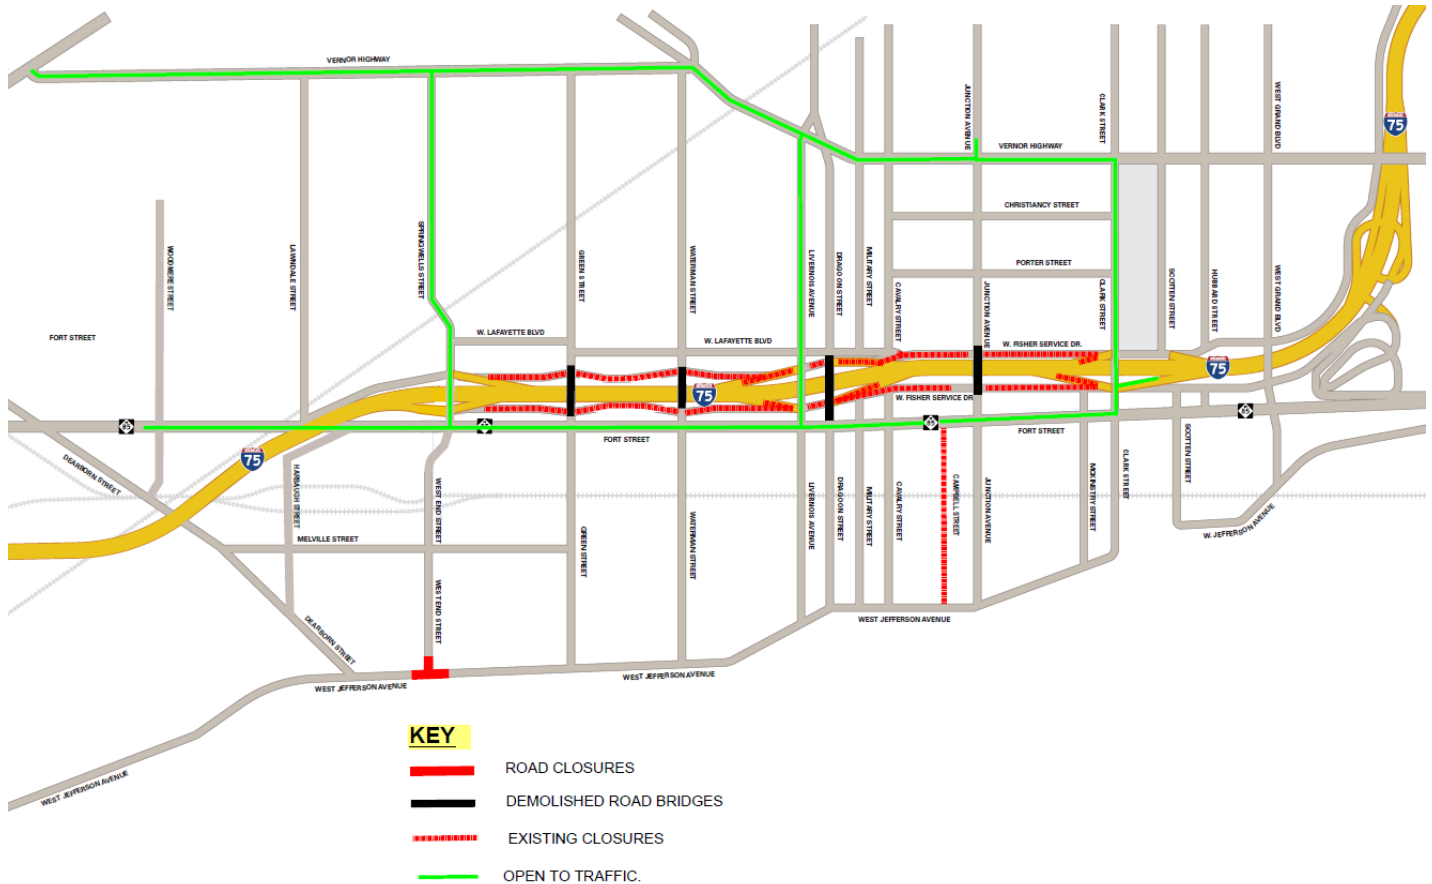 VERNOR HIGHWAY
JUNCTION AVENUE
CLARK STREET
WEST GRAND BLVD
75
VERNOR HIGHWAY
CHRISTIANCY STREET
WOODMERE STREET
LAWNDALE STREET
SPRINGWELLS STREET
GREEN STREET
WATERMAN STREET
LIVERNOIS AVENUE
DRAGOON STREET
MILITARY STREET
CAVALRY STREET
PORTER STREET
JUNCTION AVENUE
CLARK STREET
SCOTTEN STREET
HUBBARD STREET
WEST GRAND BLVD
FORT STREET
W. LAFAYETTE BLVD
W. LAFAYETTE BLVD
W. FISHER SERVICE DR.
75
75
W. FISHER SERVICE DR
85
85
85
FORT STREET
FORT STREET
75
DEARBORN STREET
HARBAUGH STREET
WEST END STREET
GREEN STREET
WATERMAN STREET
LIVERNOIS AVENUE
DRAGOON STREET
MILITARY STREET
CAVALRY STREET
CAMPBELL STREET
JUNCTION AVENUE
MCKINSTRY STREET
CLARK STREET
SCOTTEN STREET
W. JEFFERSON AVENUE
MELVILLE STREET
WEST END STREET
DEARBORN STREET
WEST JEFFERSON AVENUE
WEST JEFFERSON AVENUE
WEST JEFFERSON AVENUE
WEST JEFFERSON AVENUE
KEY
ROAD CLOSURES
DEMOLISHED ROAD BRIDGES
EXISTING CLOSURES
OPEN TO TRAFFIC.